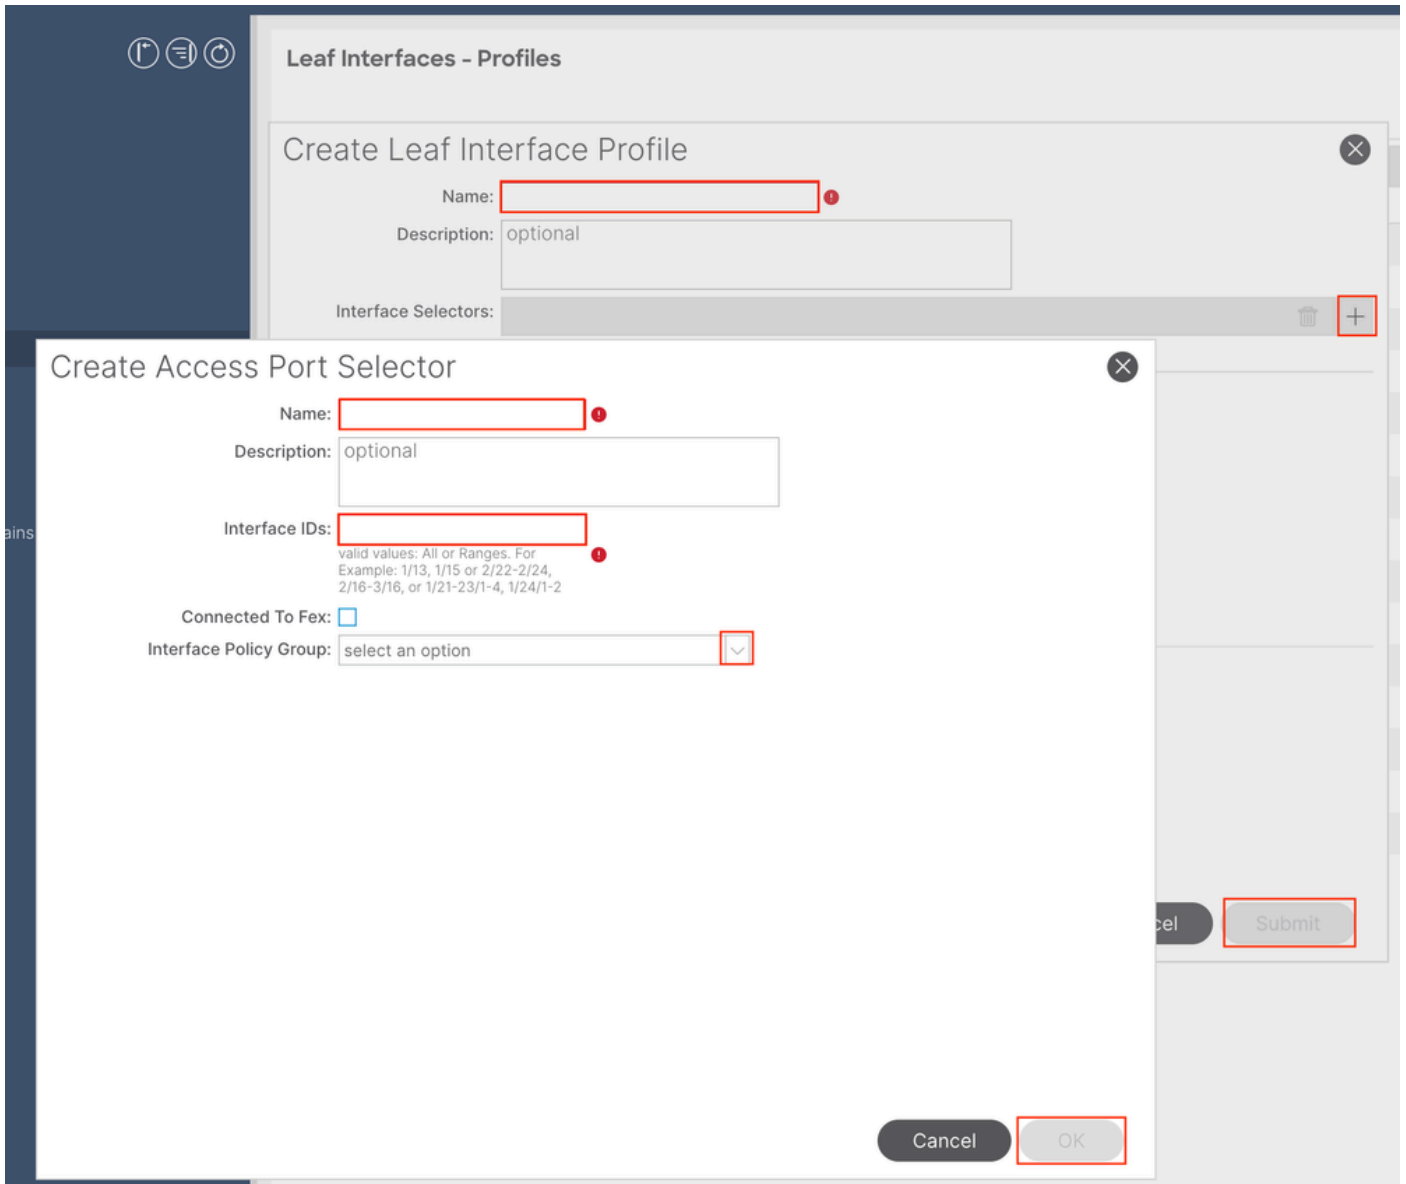 Leaf Interfaces - Profiles
Create Leaf Interface Profile
Name:
Description: optional
Interface Selectors:
Create Access Port Selector
Name:
Description: optional
Interface IDs:
valid values: All or Ranges. For
Example: 1/13, 1/15 or 2/22-2/24,
2/16-3/16, or 1/21-23/1-4, 1/24/1-2
ains
Connected To Fex:
Interface Policy Group: select an option
cel Submit
Cancel OK